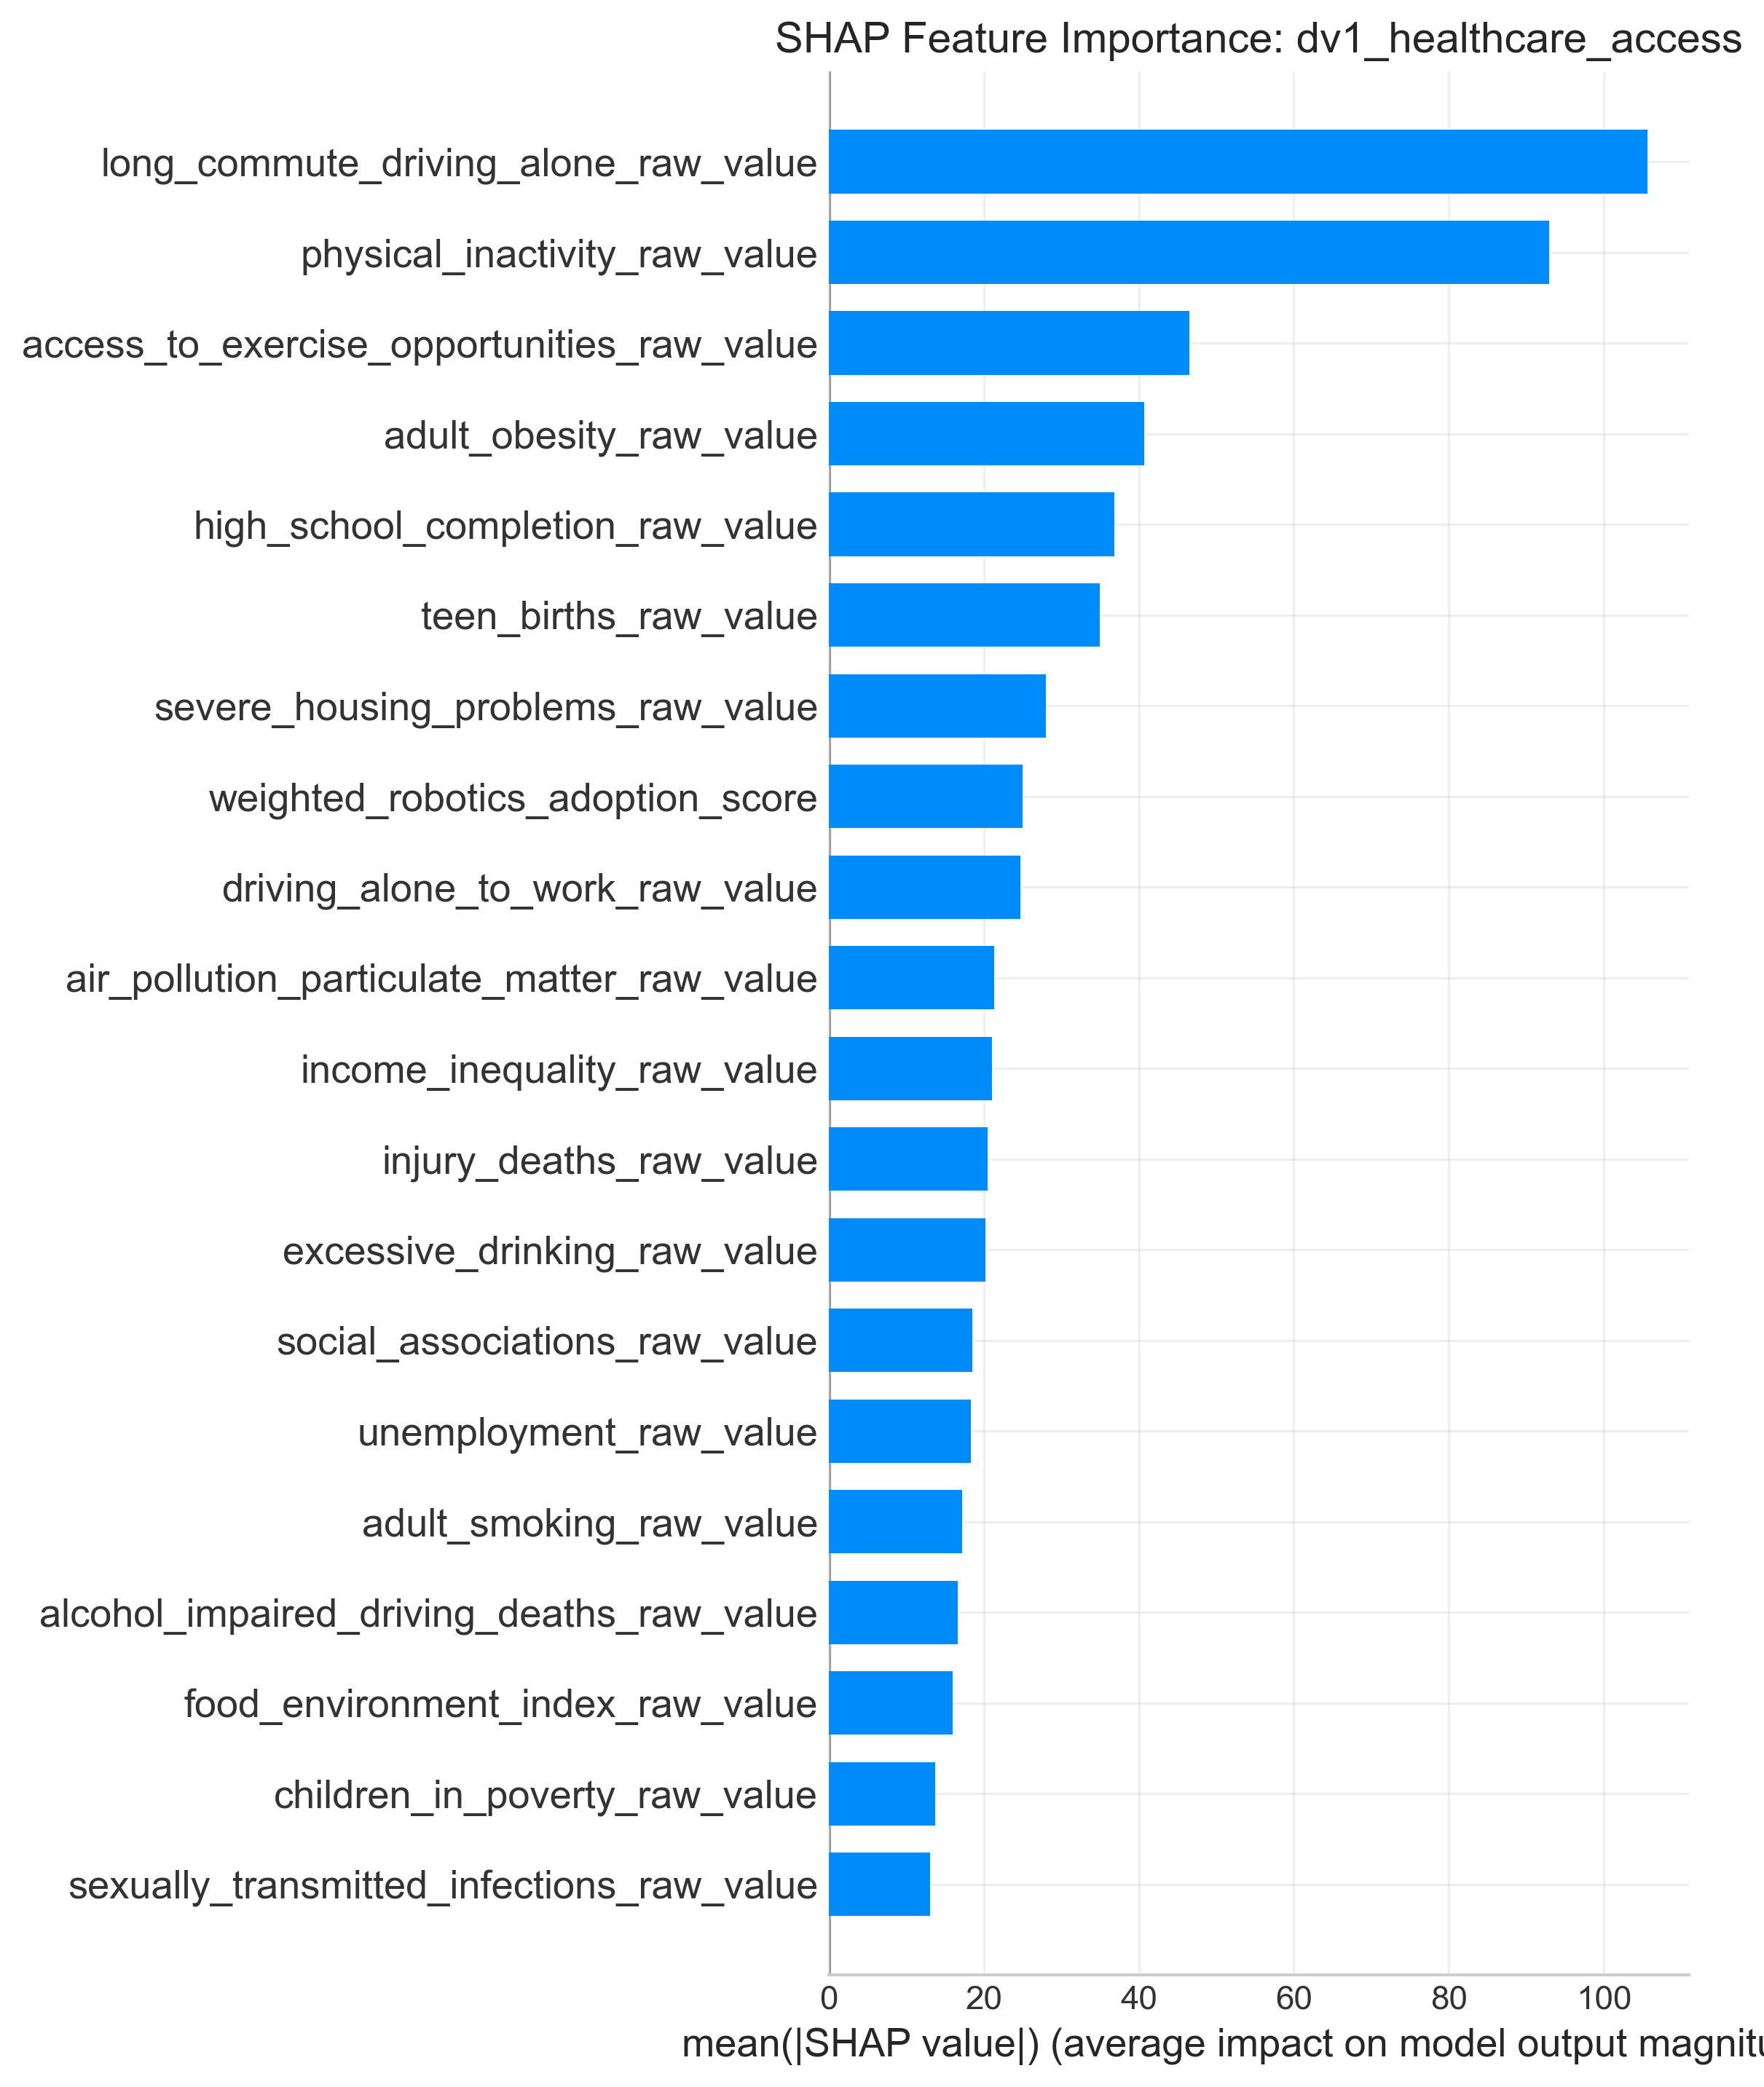 SHAP Feature Importance: dv1_healthcare_access
long_commute_driving_alone_raw_value
physical_inactivity_raw_value
access_to_exercise_opportunities_raw_value
adult_obesity_raw_value
high_school_completion_raw_value
teen_births_raw_value
severe_housing_problems_raw_value
weighted_robotics_adoption_score
driving_alone_to_work_raw_value
air_pollution_particulate_matter_raw_value
income_inequality_raw_value
injury_deaths_raw_value
excessive_drinking_raw_value
social_associations_raw_value
unemployment_raw_value
adult_smoking_raw_value
alcohol_impaired_driving_deaths_raw_value
food_environment_index_raw_value
children_in_poverty_raw_value
sexually_transmitted_infections_raw_value
0 20 40 60 80 100
mean(|SHAP value|) (average impact on model output magnitu